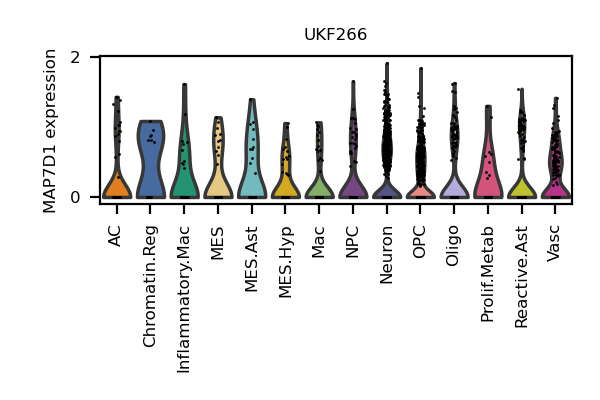 UKF266
MAP7D1 expression
2
0
AC
Chromatin.Reg
Inflammatory.Mac
MES
MES.Ast
MES.Hyp
Mac
NPC
Neuron
OPC
Oligo
Prolif.Metab
Reactive.Ast
Vasc